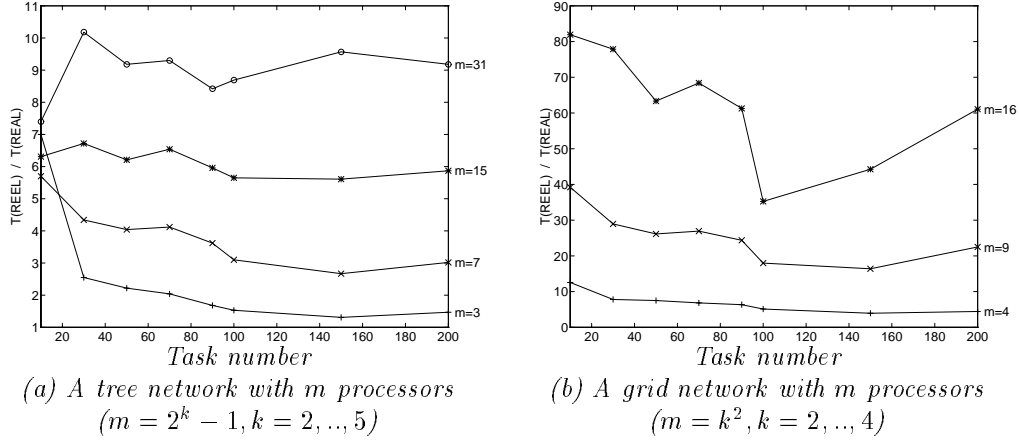 11
10
9
8
7
6
5
4
3
2
1
T(REEL) / T(REAL)
m=31
m=15
m=7
m=3
20 40 60 80 100 120 140 160 180 200
Task number
(a) A tree network with m processors
(m = 2^k − 1, k = 2, .., 5)
90
80
70
60
50
40
30
20
10
0
T(REEL) / T(REAL)
m=16
m=9
m=4
20 40 60 80 100 120 140 160 180 200
Task number
(b) A grid network with m processors
(m = k^2, k = 2, .., 4)